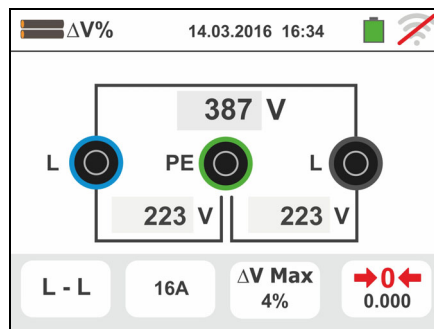 ΔV% 14.03.2016 16:34
387 V
L PE L
223 V 223 V
L - L
16A
ΔV Max
4%
→0←
0.000